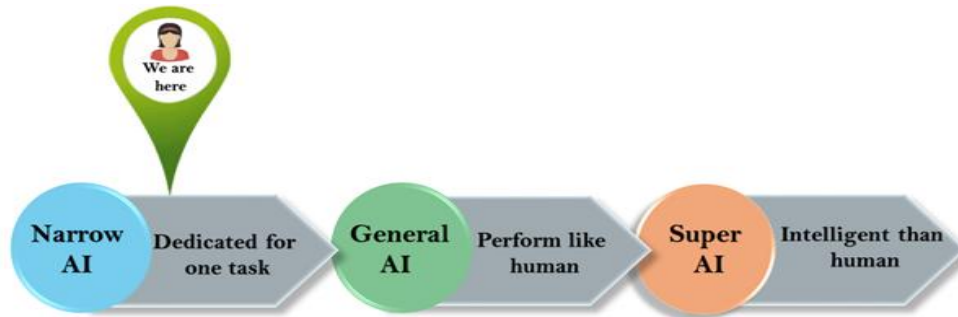 We are
here
Narrow
AI
Dedicated for
one task
General
AI
Perform like
human
Super
AI
Intelligent than
human